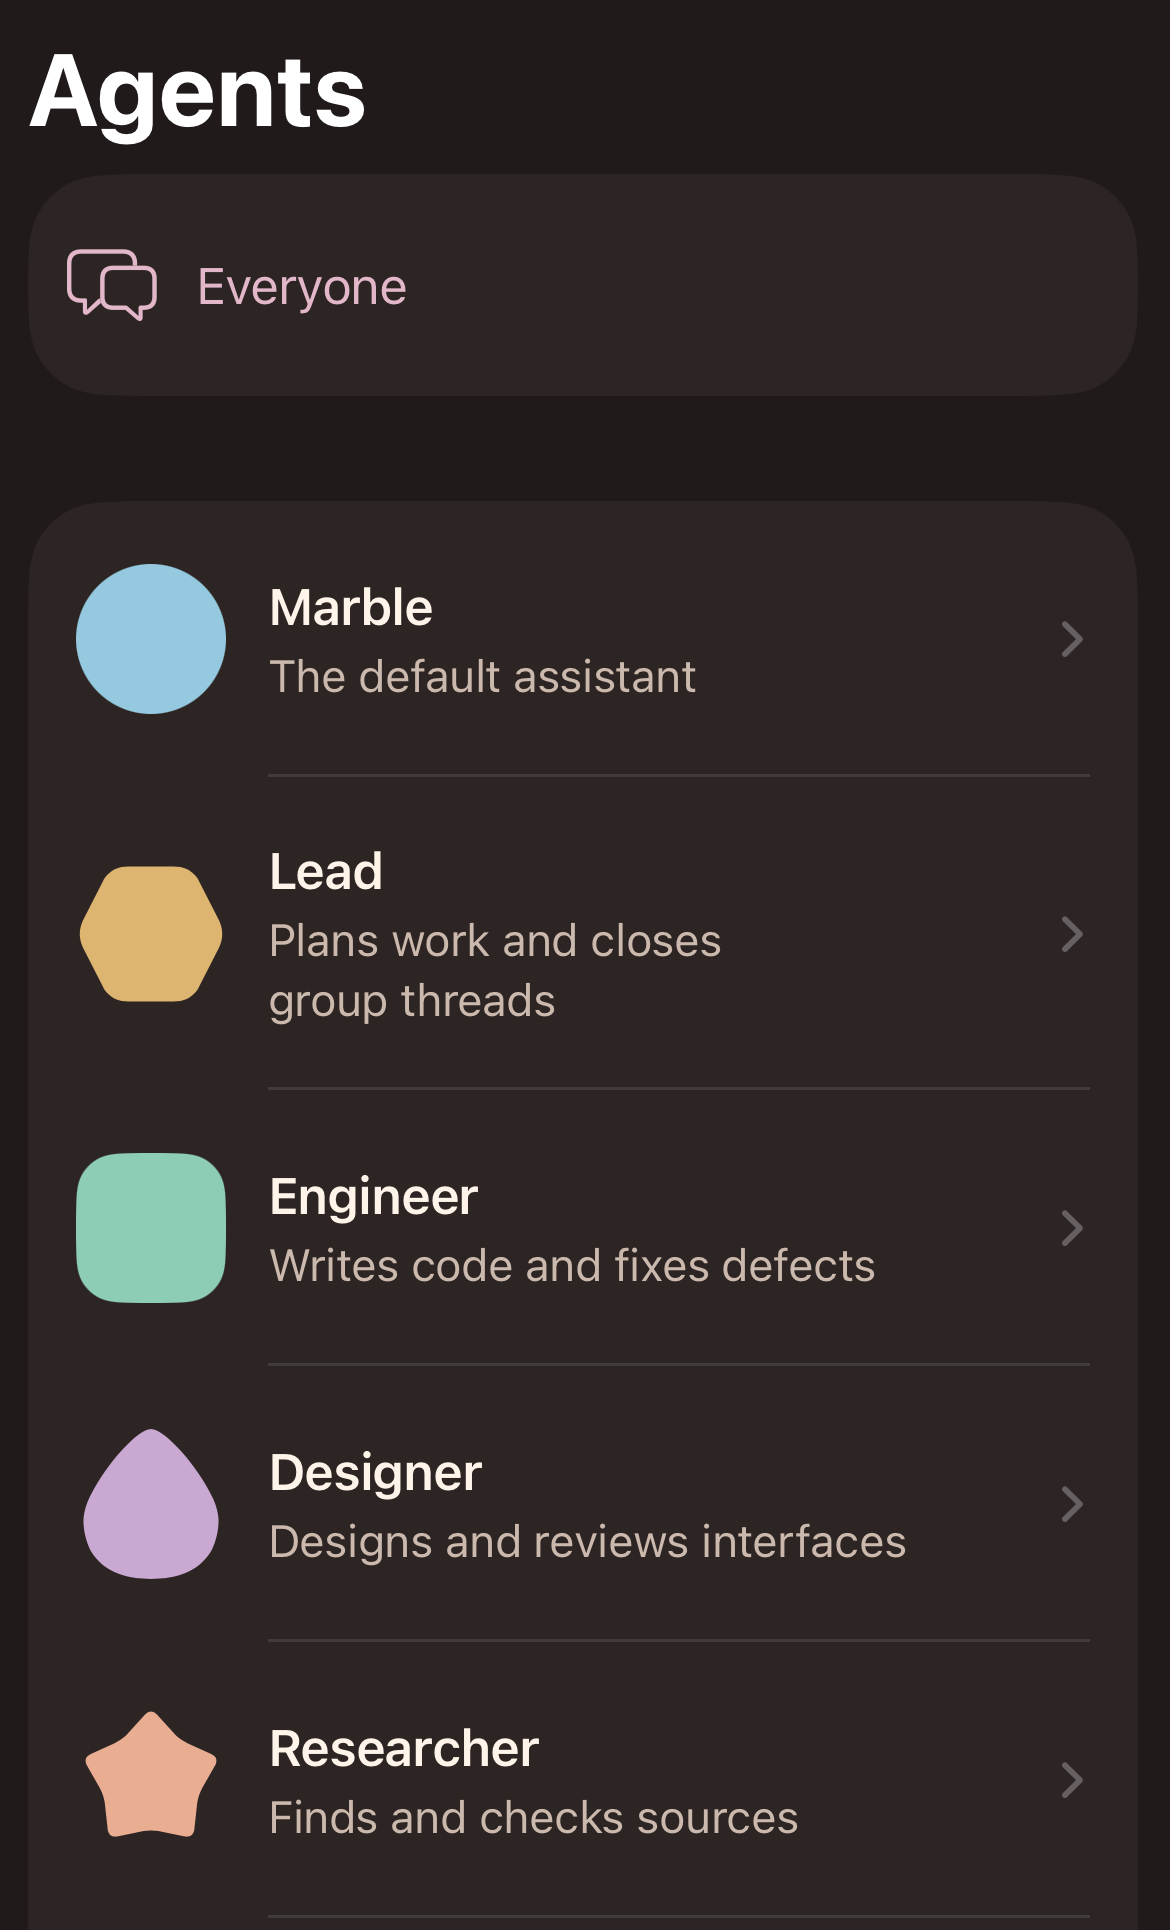 Agents
Everyone
Marble
The default assistant
Lead
Plans work and closes
group threads
Engineer
Writes code and fixes defects
Designer
Designs and reviews interfaces
Researcher
Finds and checks sources